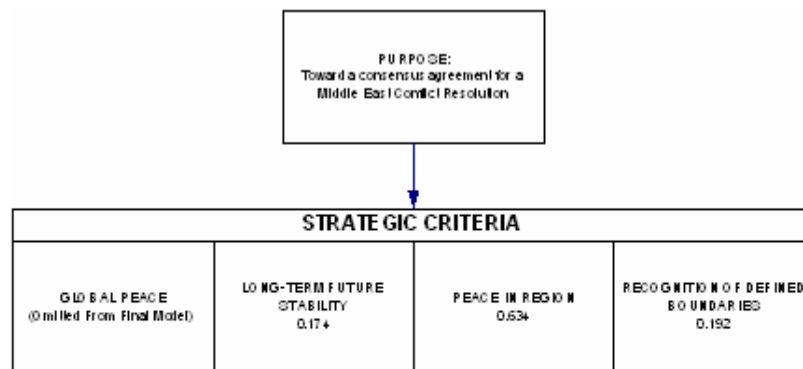 PURPOSE:
Toward a consensus agreement for a
Middle East Conflict Resolution
STRATEGIC CRITERIA
GLOBAL PEACE
(Omitted From Final Model)
LONG-TERM FUTURE
STABILITY
0.174
PEACE IN REGION
0.634
RECOGNITION OF DEFINED
BOUNDARIES
0.192